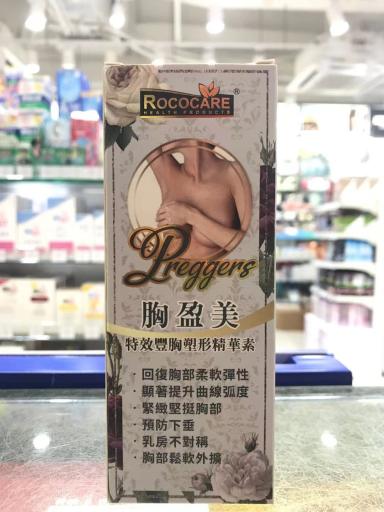 ROCOCARE®
HEALTH PRODUCTS
Preggers
胸盈美
特效豐胸塑形精華素
· 回復胸部柔軟彈性
· 顯著提升曲線弧度
· 緊緻堅挺胸部
· 預防下垂
· 乳房不對稱
· 胸部鬆軟外擴